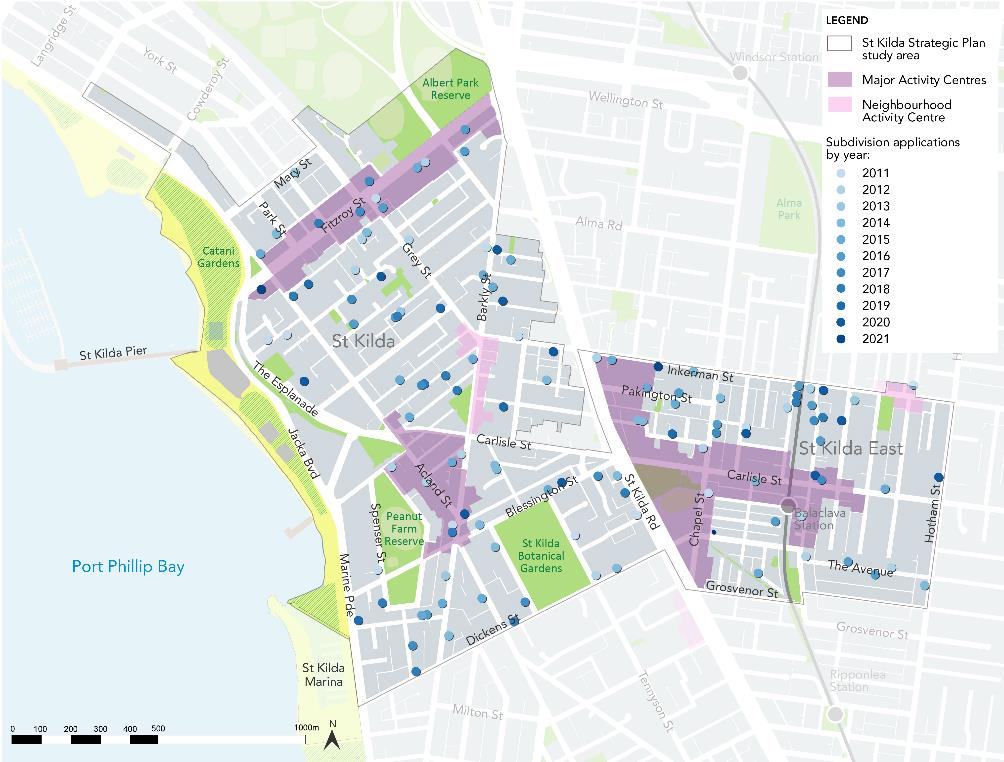 LEGEND
St Kilda Strategic Plan
study area
Major Activity Centres
Neighbourhood
Activity Centre
Subdivision applications
by year:
2011
2012
2013
2014
2015
2016
2017
2018
2019
2020
2021
Langridge St
York St
Cowderoy St
Windsor Station
Albert Park
Reserve
Wellington St
Mary St
Park St
Fitzroy St
Alma
Park
Alma Rd
Catani
Gardens
Grey St
Barkly St
St Kilda
St Kilda Pier
The Esplanade
Inkerman St
Pakington St
Jacka Blvd
Carlisle St
St Kilda East
Acland St
Carlisle St
Blessington St
St Kilda Rd
Chapel St
Hotham St
Spenser St
Peanut
Farm
Reserve
Balaclava
Station
St Kilda
Botanical
Gardens
Port Phillip Bay
Marine Pde
The Avenue
Grosvenor St
Dickens St
Grosvenor St
St Kilda
Marina
Ripponlea
Station
Tennyson St
Milton St
0 100 200 300 400 500 1000m
N